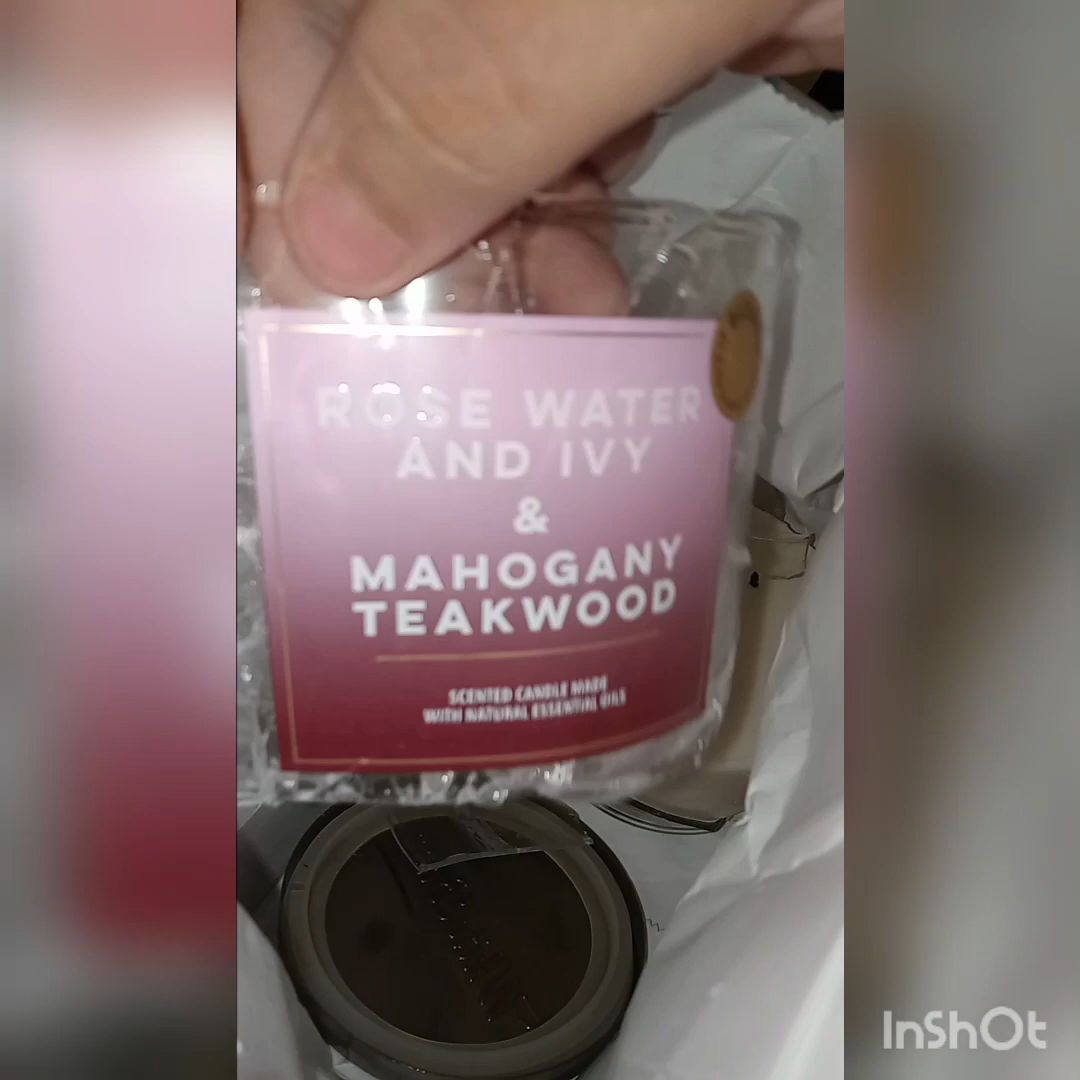 ROSE WATER
AND IVY
&
MAHOGANY
TEAKWOOD
SCENTED CANDLE MADE
WITH NATURAL ESSENTIAL OILS
InShOt